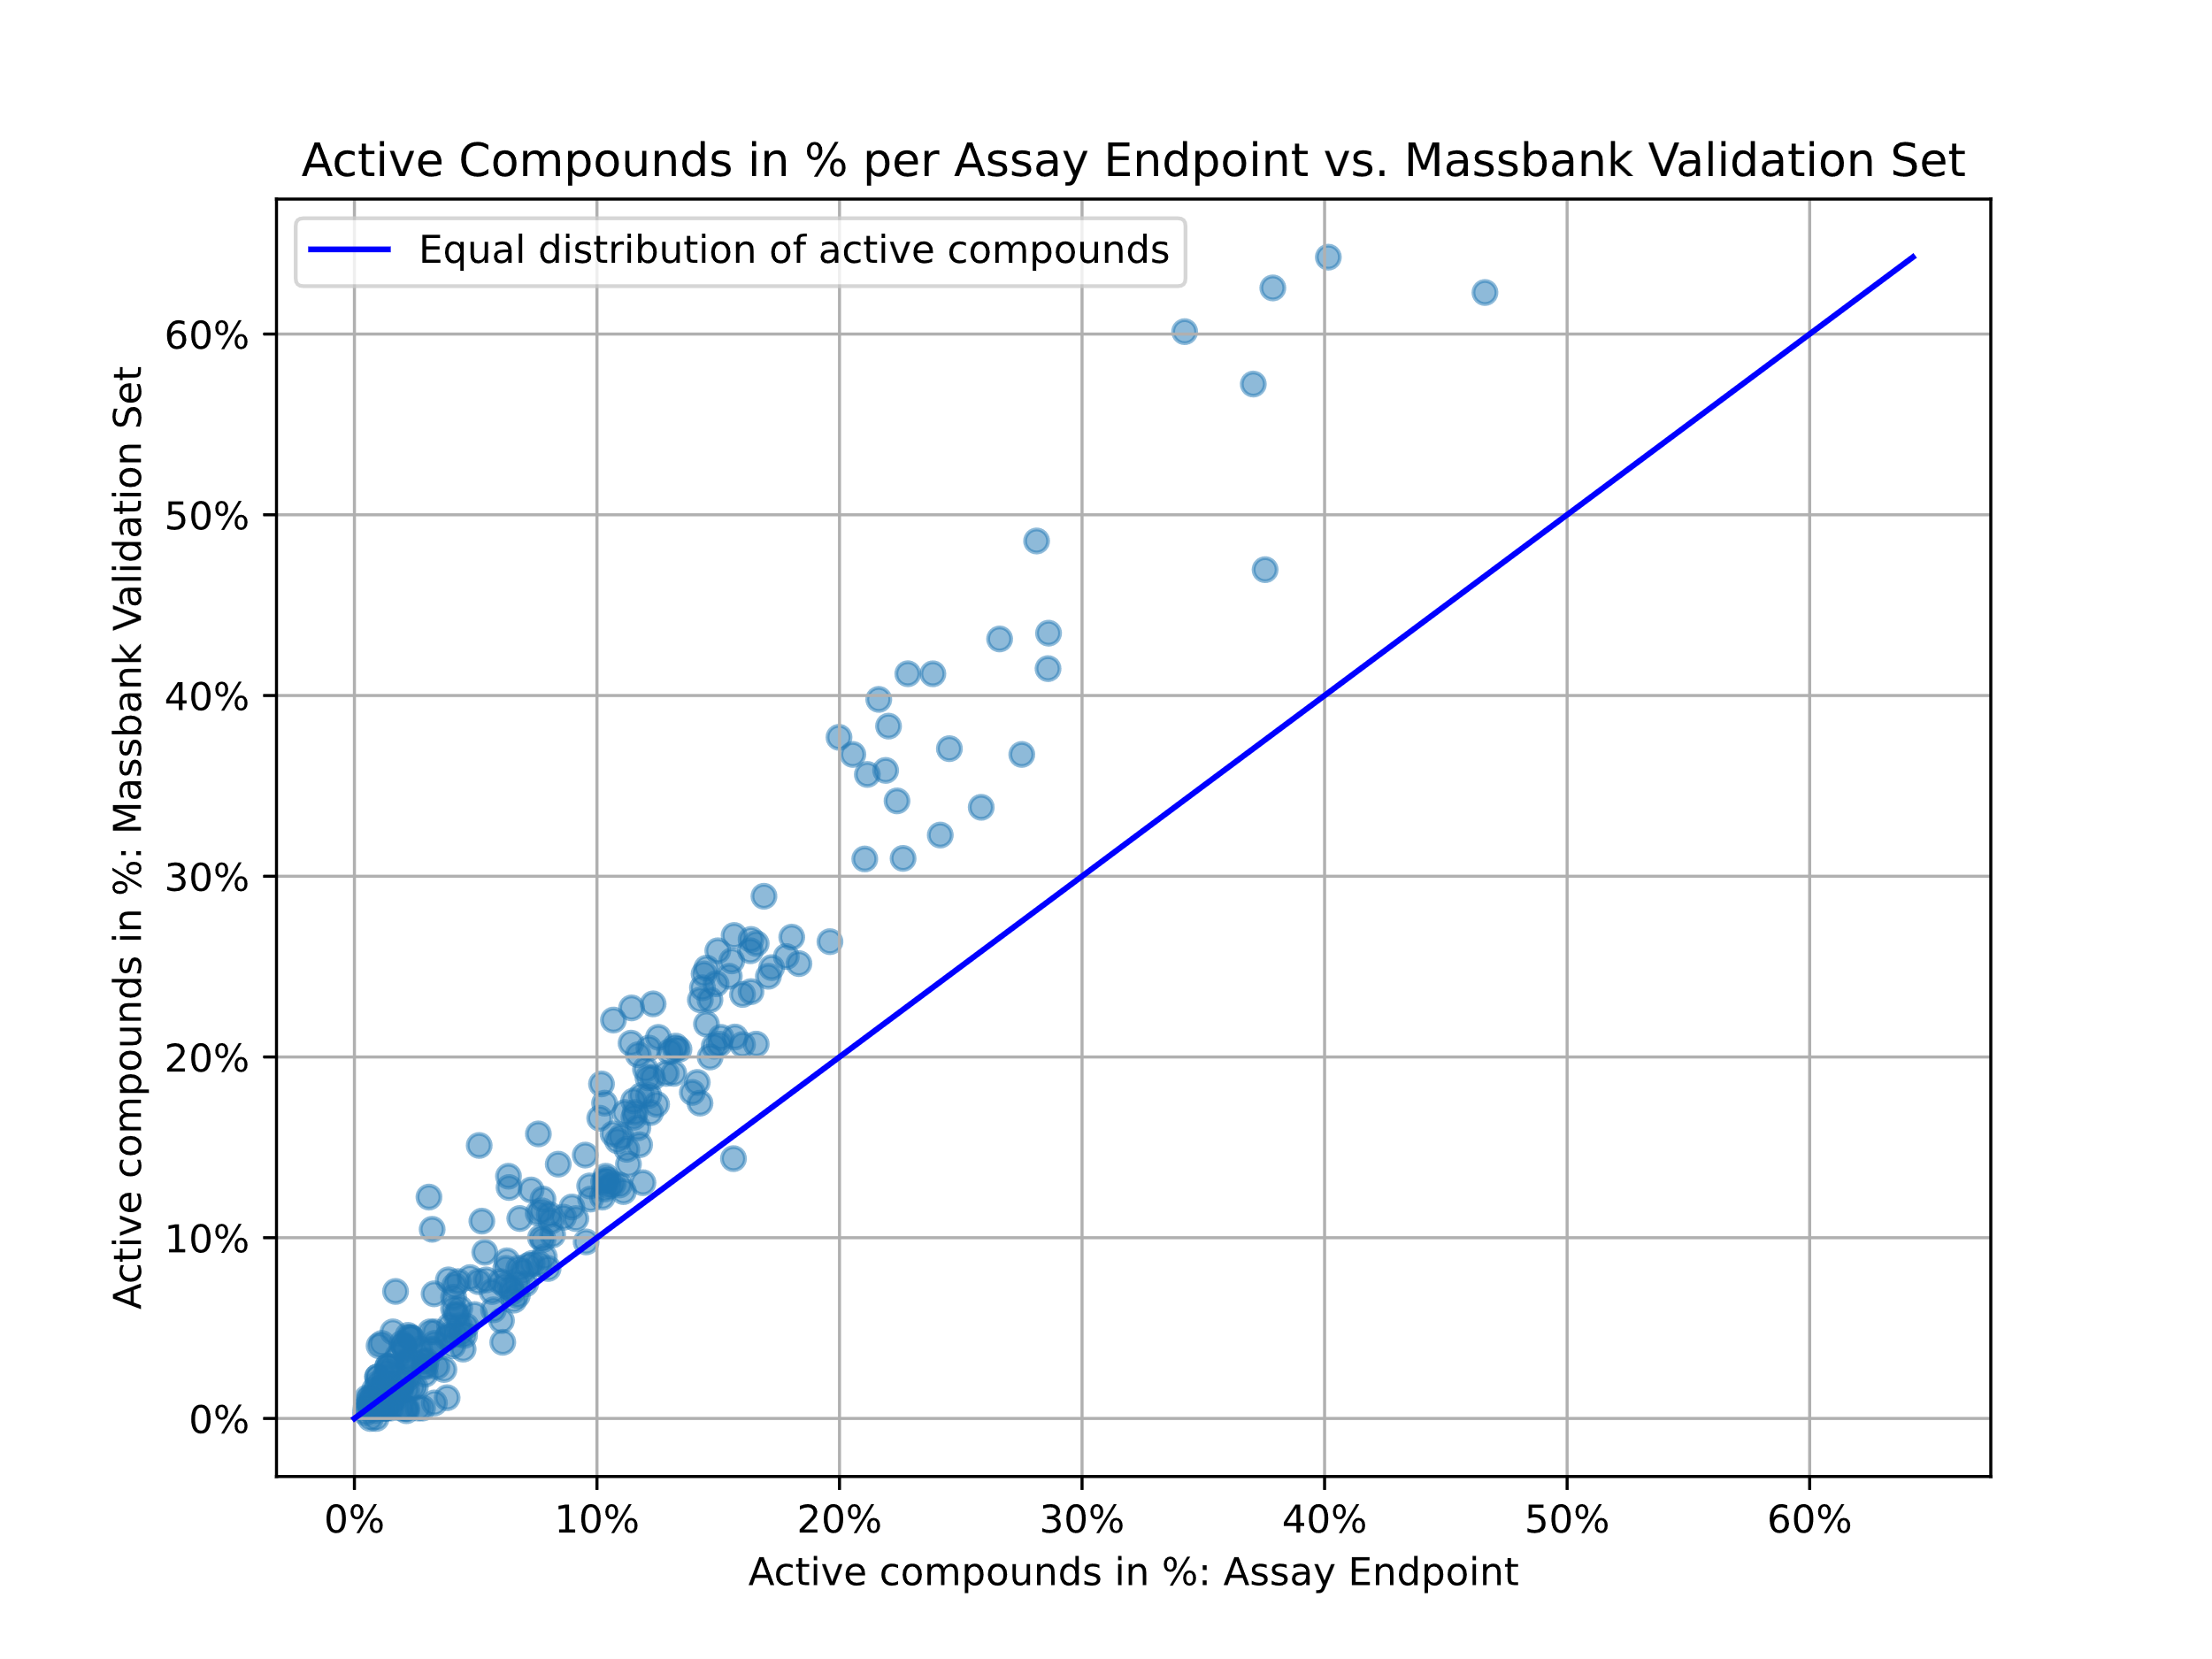 Active Compounds in % per Assay Endpoint vs. Massbank Validation Set
Equal distribution of active compounds
Active compounds in %: Massbank Validation Set
60%
50%
40%
30%
20%
10%
0%
0% 10% 20% 30% 40% 50% 60%
Active compounds in %: Assay Endpoint